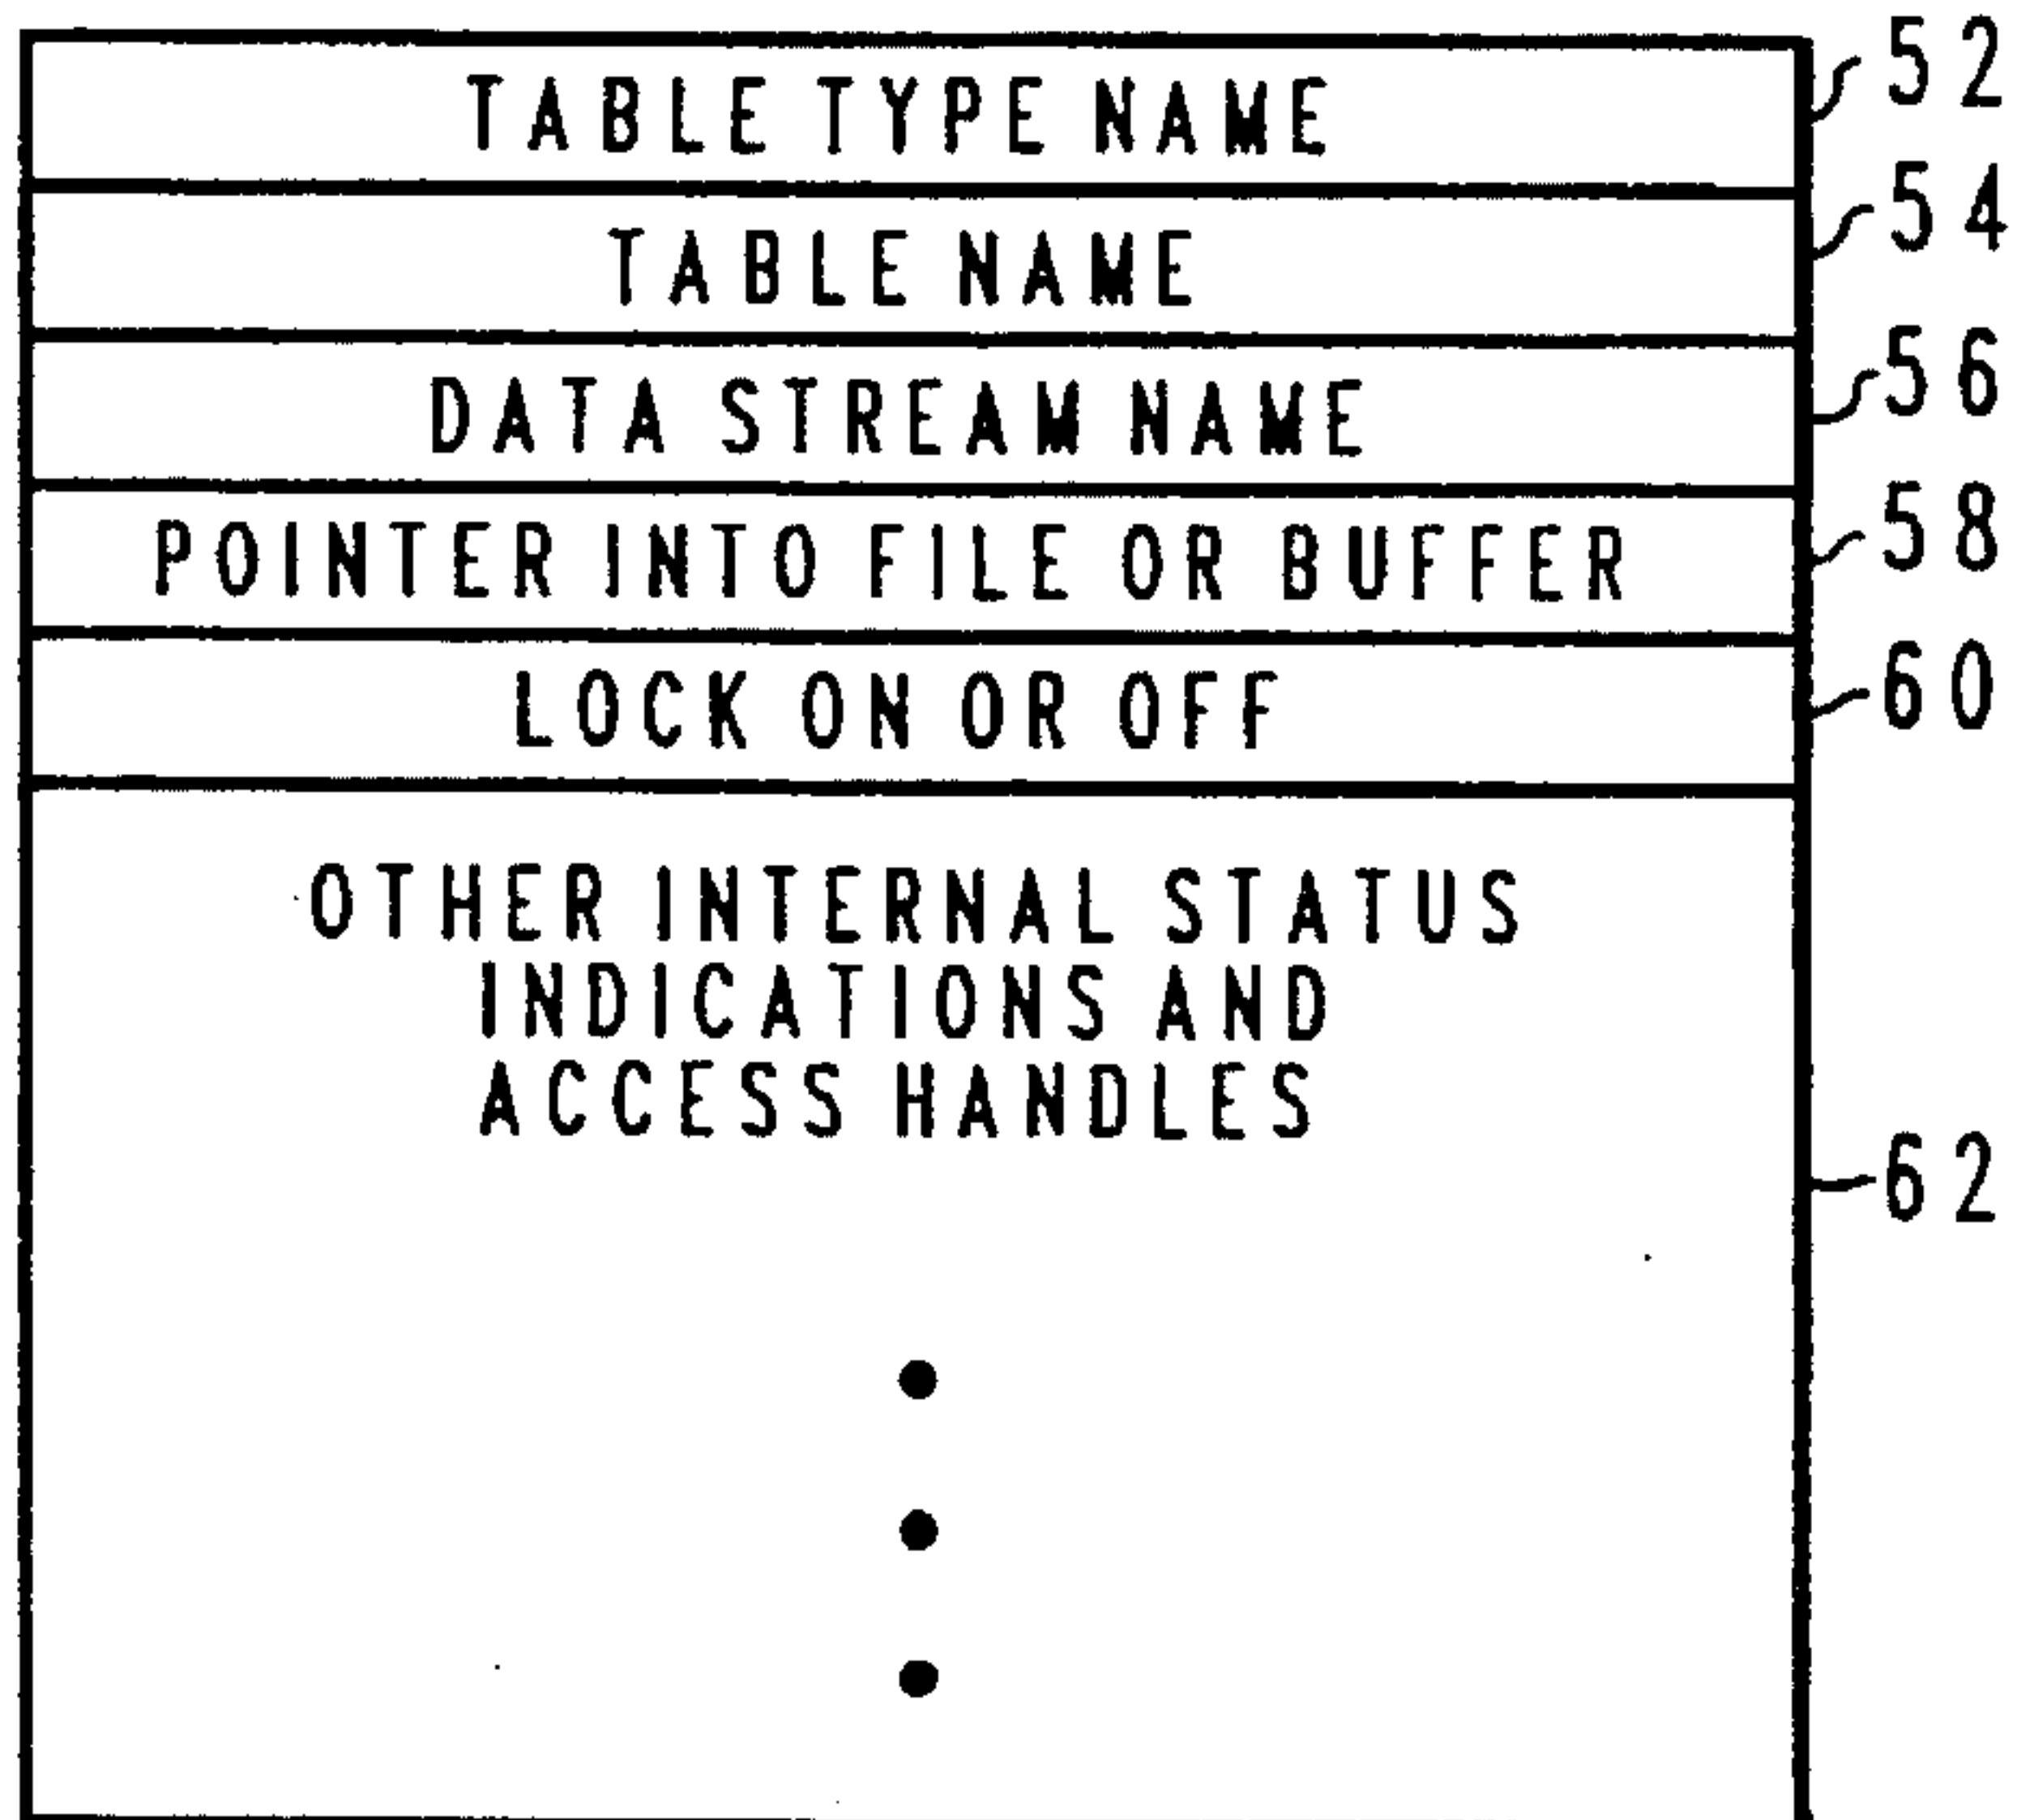 TABLE TYPE NAME 52
TABLE NAME 54
DATA STREAM NAME 56
POINTER INTO FILE OR BUFFER 58
LOCK ON OR OFF 60
OTHER INTERNAL STATUS
INDICATIONS AND
ACCESS HANDLES
62